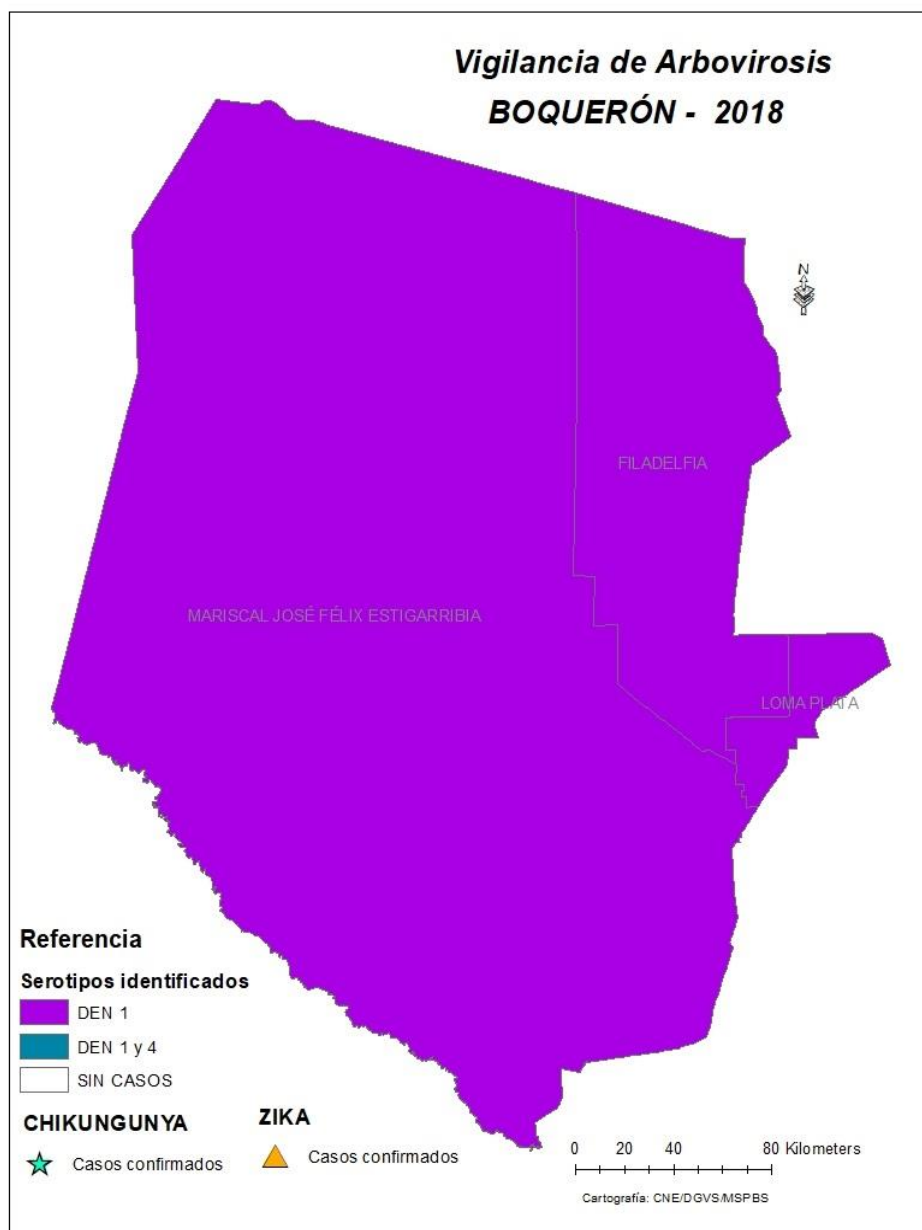 Vigilancia de Arbovirosis
BOQUERÓN - 2018
N
FILADELFIA
MARISCAL JOSÉ FÉLIX ESTIGARRIBIA
LOMA PLATA
Referencia
Serotipos identificados
DEN 1
DEN 1 y 4
SIN CASOS
CHIKUNGUNYA
Casos confirmados
ZIKA
Casos confirmados
0 20 40 80 Kilometers
Cartografía: CNE/DGVS/MSPBS